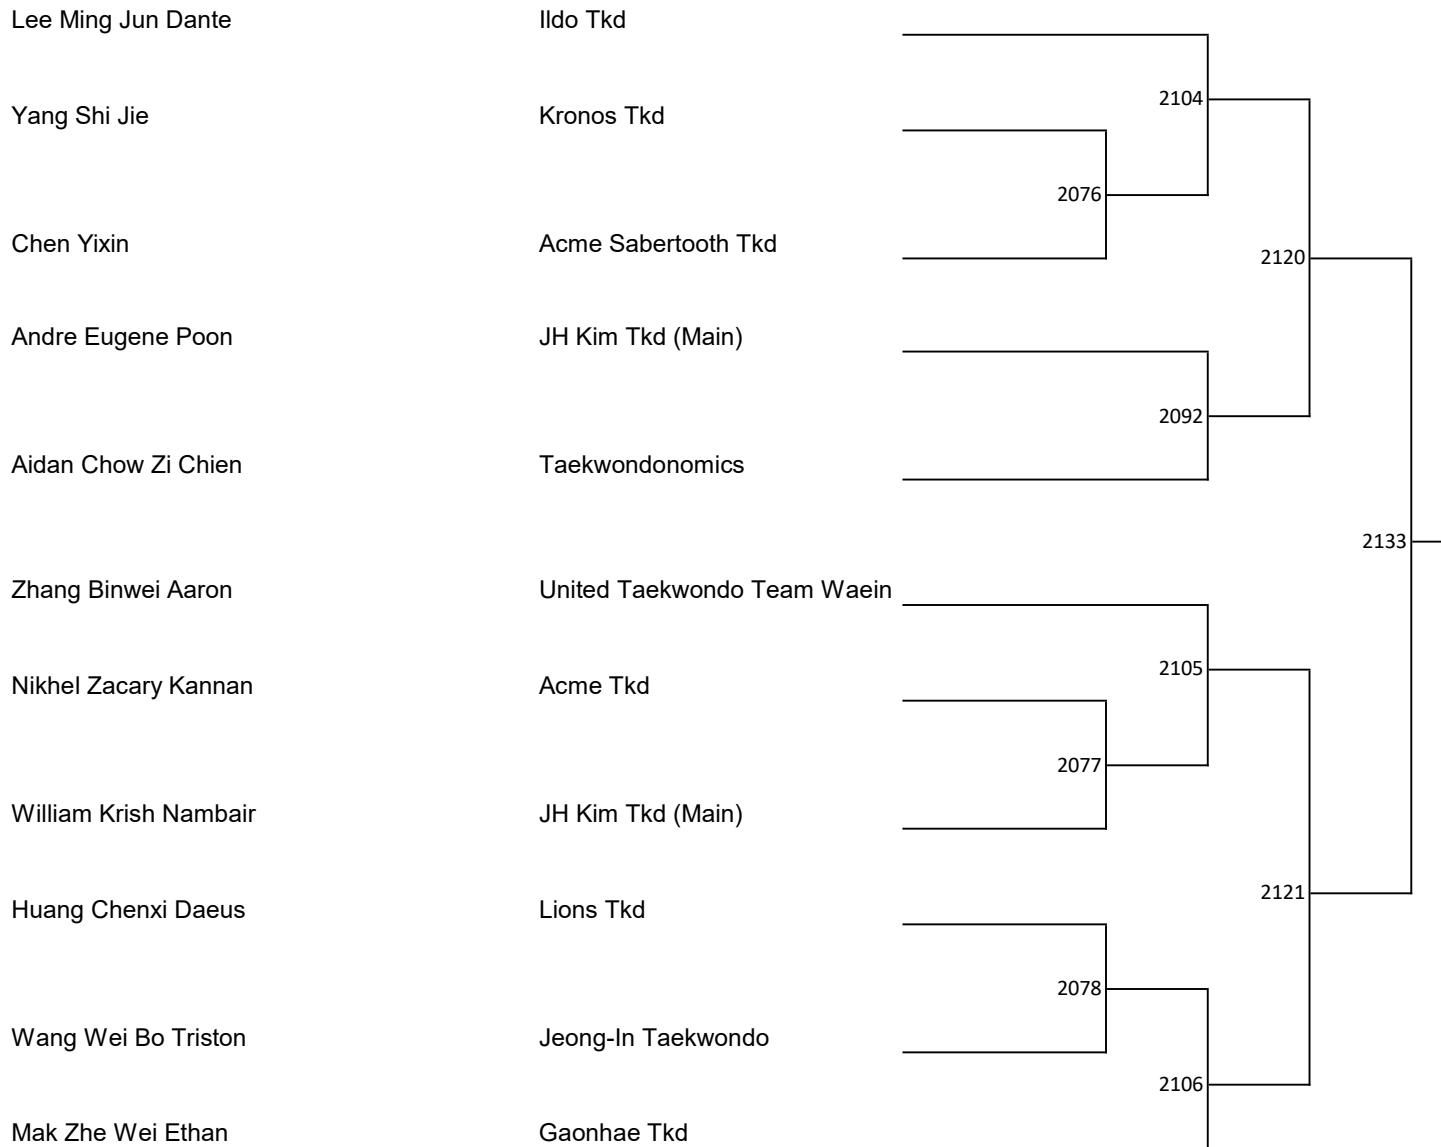 Lee Ming Jun Dante Ildo Tkd
2104
Yang Shi Jie Kronos Tkd
2076
Chen Yixin Acme Sabertooth Tkd
2120
Andre Eugene Poon JH Kim Tkd (Main)
2092
Aidan Chow Zi Chien Taekwondonomics
2133
Zhang Binwei Aaron United Taekwondo Team Waein
2105
Nikhel Zacary Kannan Acme Tkd
2077
William Krish Nambair JH Kim Tkd (Main)
2121
Huang Chenxi Daeus Lions Tkd
2078
Wang Wei Bo Triston Jeong-In Taekwondo
2106
Mak Zhe Wei Ethan Gaonhae Tkd